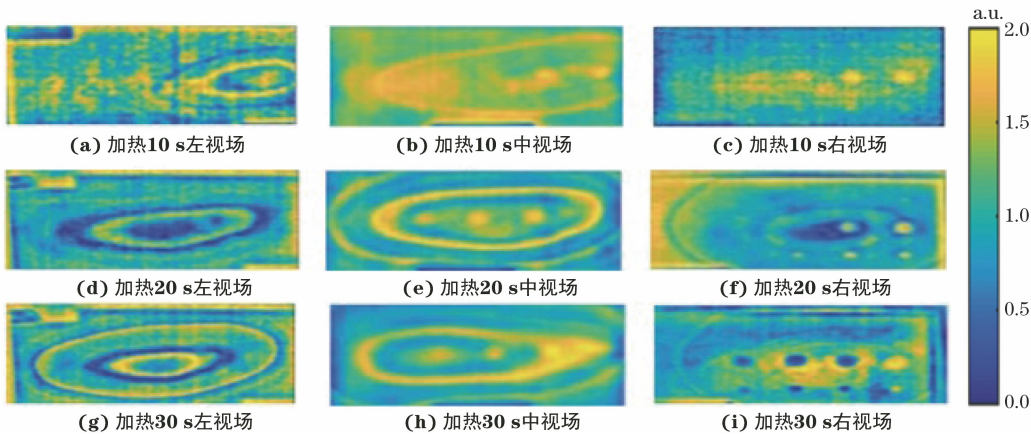 a.u.
2.0
1.5
1.0
0.5
0.0
(a) 加热10 s左视场
(b) 加热10 s中视场
(c) 加热10 s右视场
(d) 加热20 s左视场
(e) 加热20 s中视场
(f) 加热20 s右视场
(g) 加热30 s左视场
(h) 加热30 s中视场
(i) 加热30 s右视场